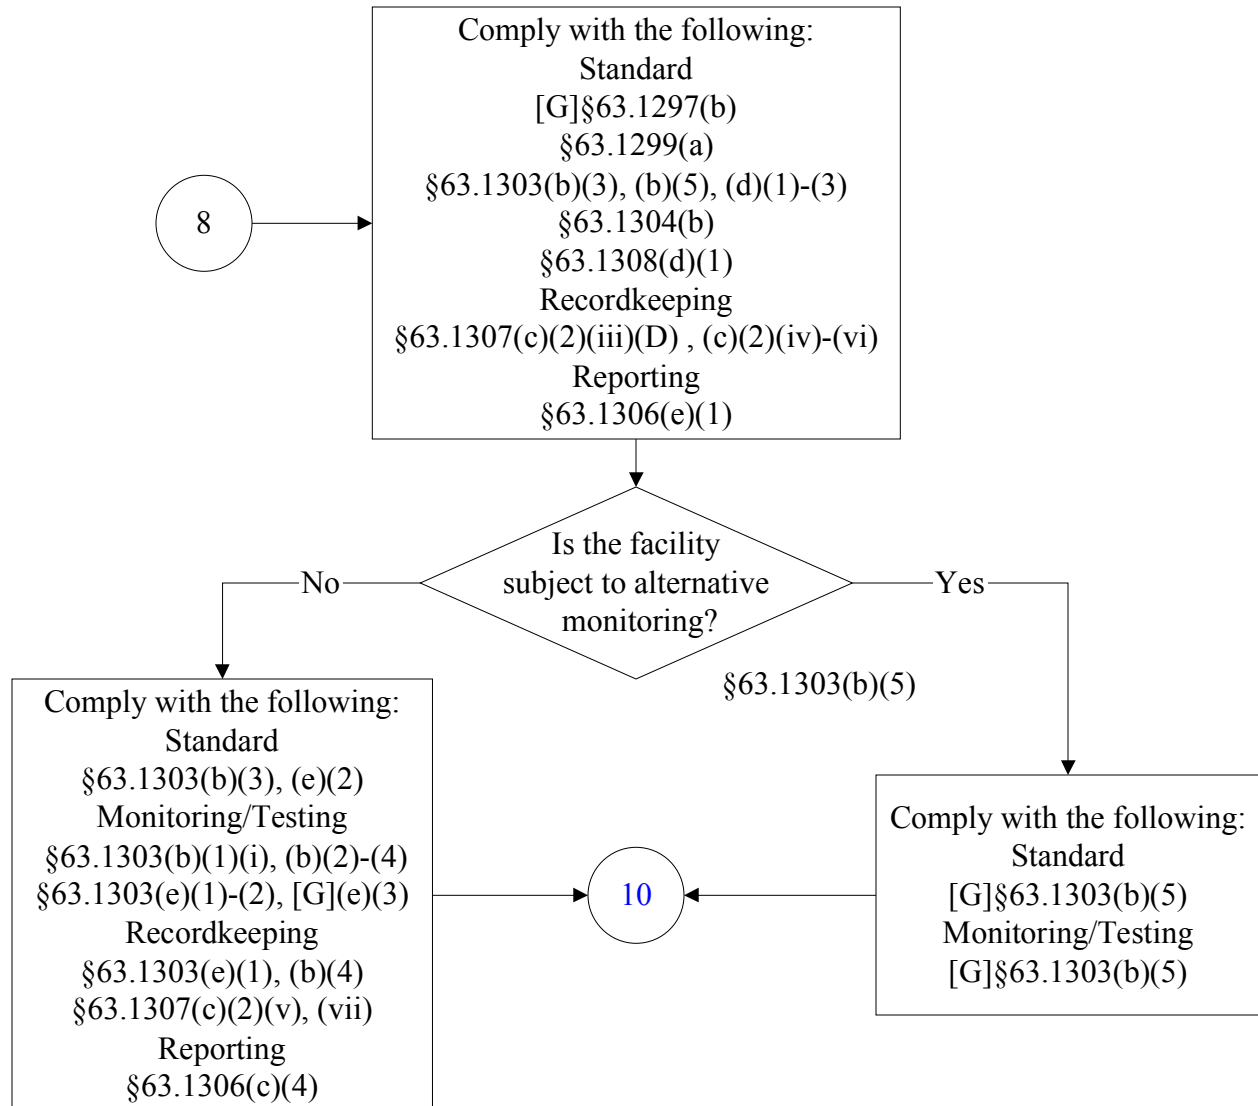 Comply with the following:
Standard
[G]§63.1297(b)
§63.1299(a)
§63.1303(b)(3), (b)(5), (d)(1)-(3)
§63.1304(b)
§63.1308(d)(1)
Recordkeeping
§63.1307(c)(2)(iii)(D) , (c)(2)(iv)-(vi)
Reporting
§63.1306(e)(1)
8
Is the facility
subject to alternative
monitoring?
No
Yes
§63.1303(b)(5)
Comply with the following:
Standard
§63.1303(b)(3), (e)(2)
Monitoring/Testing
§63.1303(b)(1)(i), (b)(2)-(4)
§63.1303(e)(1)-(2), [G](e)(3)
Recordkeeping
§63.1303(e)(1), (b)(4)
§63.1307(c)(2)(v), (vii)
Reporting
§63.1306(c)(4)
10
Comply with the following:
Standard
[G]§63.1303(b)(5)
Monitoring/Testing
[G]§63.1303(b)(5)